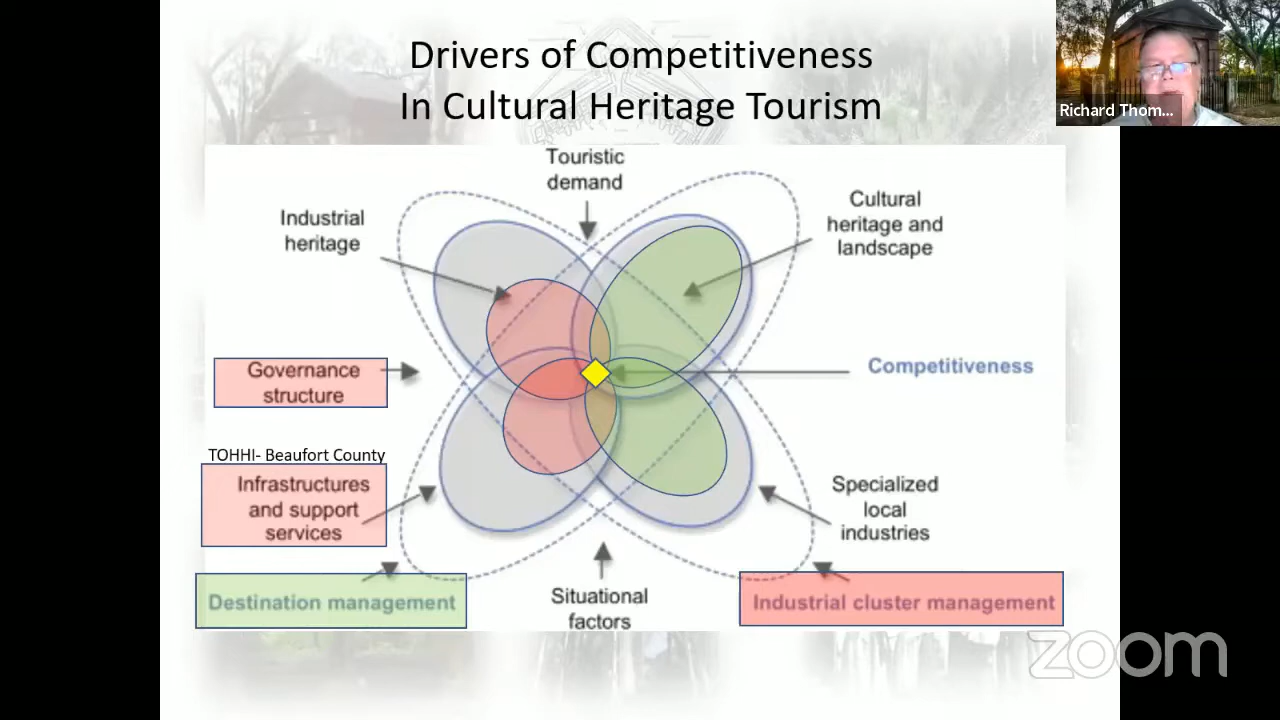 Drivers of Competitiveness
In Cultural Heritage Tourism
Richard Thom...
Touristic
demand
Industrial
heritage
Cultural
heritage and
landscape
Governance
structure
Competitiveness
TOHHI- Beaufort County
Infrastructures
and support
services
Specialized
local
industries
Destination management
Situational
factors
Industrial cluster management
zoom